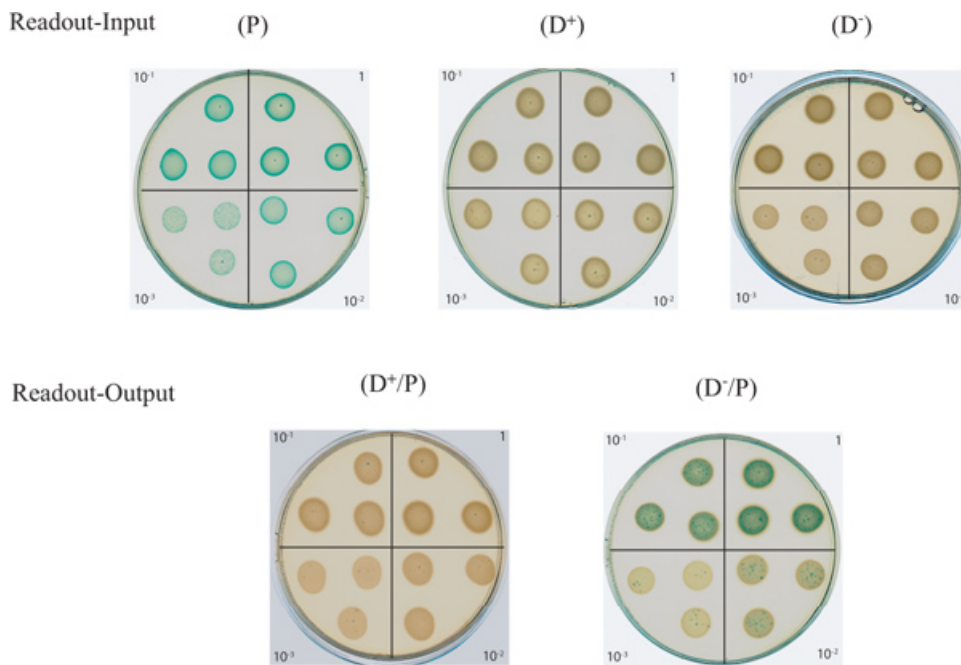 Readout-Input
(P)
(D⁺)
(D⁻)
10⁻¹ 1
10⁻¹ 1
10⁻¹ 1
10⁻³ 10⁻²
10⁻³ 10⁻²
10⁻³
Readout-Output
(D⁺/P)
(D⁻/P)
10⁻¹ 1
10⁻¹ 1
10⁻³ 10⁻²
10⁻³ 10⁻²